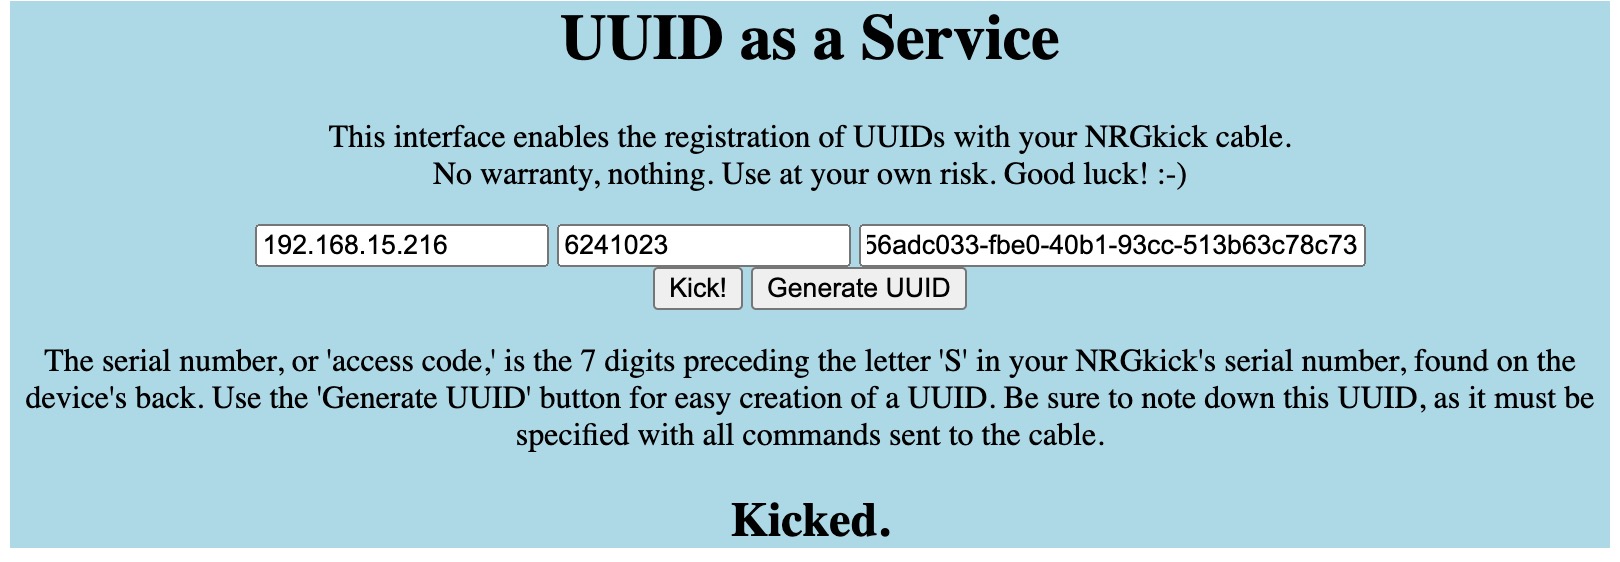 UUID as a Service
This interface enables the registration of UUIDs with your NRGkick cable.
No warranty, nothing. Use at your own risk. Good luck! :-)
192.168.15.216 6241023 56adc033-fbe0-40b1-93cc-513b63c78c73
Kick! Generate UUID
The serial number, or 'access code,' is the 7 digits preceding the letter 'S' in your NRGkick's serial number, found on the
device's back. Use the 'Generate UUID' button for easy creation of a UUID. Be sure to note down this UUID, as it must be
specified with all commands sent to the cable.
Kicked.